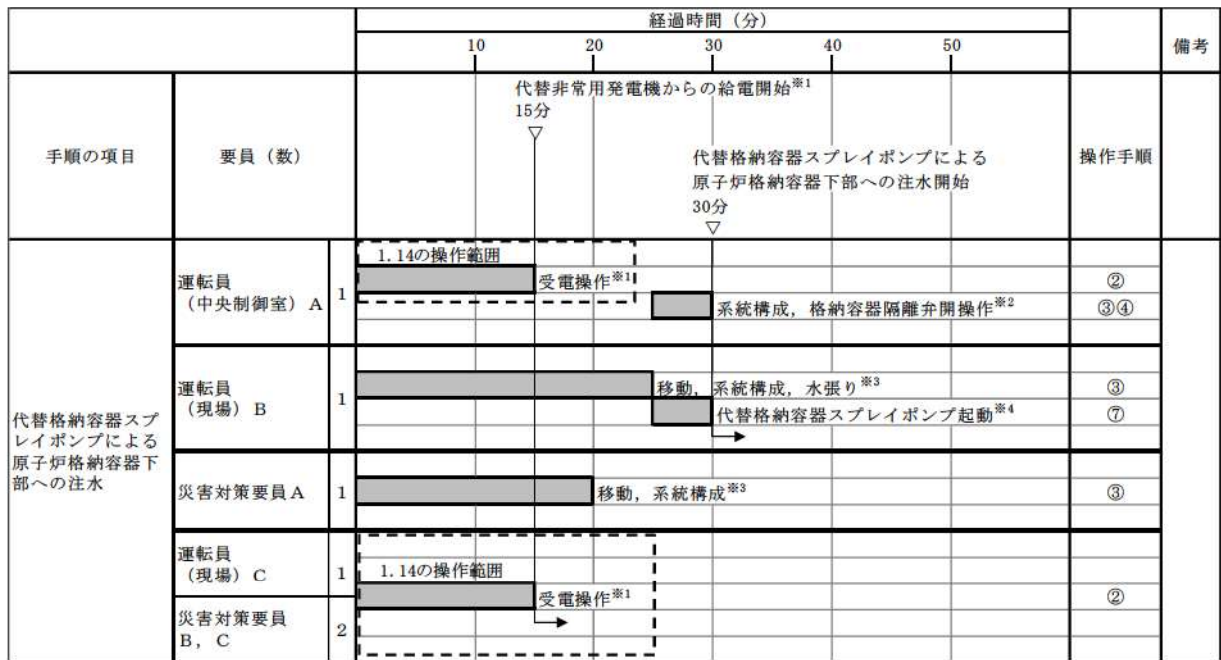 経過時間（分）
備考
10 20 30 40 50
手順の項目
要員（数）
操作手順
代替非常用発電機からの給電開始※1
15分
▽
代替格納容器スプレイポンプによる
原子炉格納容器下部への注水開始
30分
▽
代替格納容器スプ
レイポンプによる
原子炉格納容器下
部への注水
運転員
（中央制御室）A
1
1.14の操作範囲
受電操作※1
②
系統構成，格納容器隔離弁開操作※2
③④
運転員
（現場）B
1
移動，系統構成，水張り※3
③
代替格納容器スプレイポンプ起動※4
⑦
災害対策要員A
1
移動，系統構成※3
③
運転員
（現場）C
1
1.14の操作範囲
受電操作※1
②
災害対策要員
B，C
2